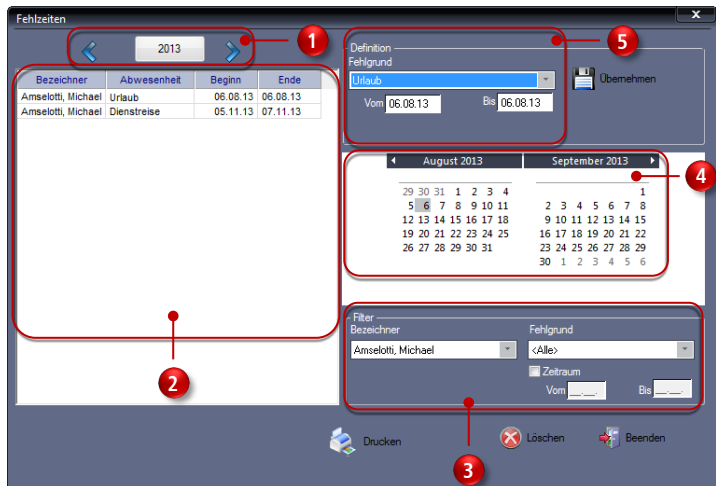 Fehlzeiten
x
2013
1
5
Bezeichner Abwesenheit Beginn Ende
Amselotti, Michael Urlaub 06.08.13 06.08.13
Amselotti, Michael Dienstreise 05.11.13 07.11.13
2
Definition
Fehlgrund
Urlaub
Vom 06.08.13 Bis 06.08.13
Übernehmen
August 2013 September 2013
4
29 30 31 1 2 3 4 1
5 6 7 8 9 10 11 2 3 4 5 6 7 8
12 13 14 15 16 17 18 9 10 11 12 13 14 15
19 20 21 22 23 24 25 16 17 18 19 20 21 22
26 27 28 29 30 31 23 24 25 26 27 28 29
30 1 2 3 4 5 6
Filter
Bezeichner Fehlgrund
Amselotti, Michael <Alle>
Zeitraum
Vom __.__. Bis __.__.
3
Drucken Löschen Beenden